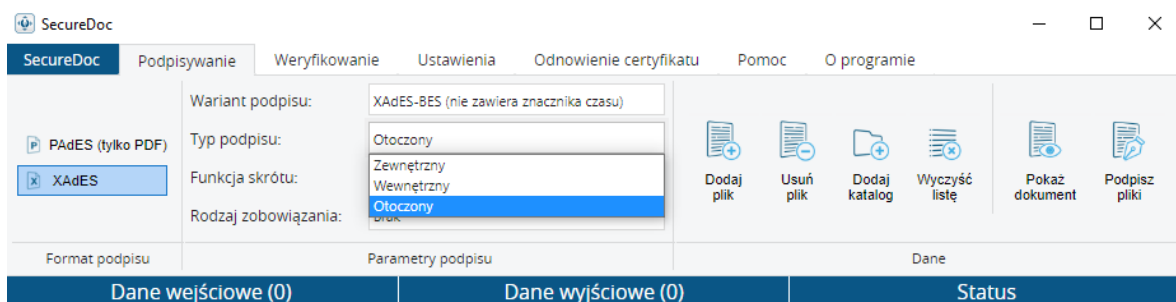 SecureDoc
SecureDoc Podpisywanie Weryfikowanie Ustawienia Odnowienie certyfikatu Pomoc O programie
Wariant podpisu: XAdES-BES (nie zawiera znacznika czasu)
PAdES (tylko PDF)
XAdES
Typ podpisu: Otoczony
Zewnętrzny
Wewnętrzny
Otoczony
Funkcja skrótu:
Rodzaj zobowiązania:
Dodaj plik
Usuń plik
Dodaj katalog
Wyczyść listę
Pokaż dokument
Podpisz pliki
Format podpisu Parametry podpisu Dane
Dane wejściowe (0) Dane wyjściowe (0) Status